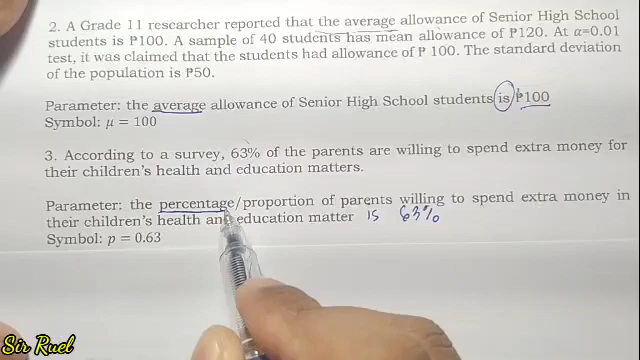 2. A Grade 11 researcher reported that the average allowance of Senior High School
students is ₱100. A sample of 40 students has mean allowance of ₱120. At α=0.01
test, it was claimed that the students had allowance of ₱ 100. The standard deviation
of the population is ₱50.
Parameter: the average allowance of Senior High School students is ₱100
Symbol: μ = 100
3. According to a survey, 63% of the parents are willing to spend extra money for
their children's health and education matters.
Parameter: the percentage/proportion of parents willing to spend extra money in
their children's health and education matter is 63%
Symbol: p = 0.63
Sir Ruel